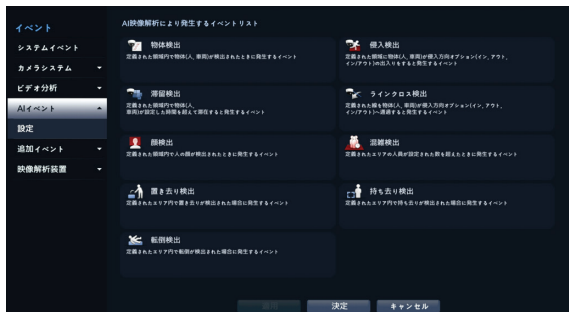 イベント
システムイベント
カメラシステム
ビデオ分析
AIイベント
設定
追加イベント
映像解析装置
AI映像解析により発生するイベントリスト
物体検出
定義された領域内で物体(人, 車両)が検出されたときに発生するイベント
侵入検出
定義された領域に物体(人, 車両)が侵入方向オプション(イン, アウト,
イン/アウト)の出入りをすると発生するイベント
滞留検出
定義された領域内で物体(人,
車両)が設定した時間を超えて滞在すると発生するイベント
ラインクロス検出
定義された線を物体(人, 車両)が侵入方向オプション(イン, アウト,
イン/アウト)へ通過すると発生するイベント
顔検出
定義された領域内で人の顔が検出されたときに発生するイベント
混雑検出
定義されたエリアの人員が設定された数を超えたときに発生するイベント
置き去り検出
定義されたエリア内で置き去りが検出された場合に発生するイベント
持ち去り検出
定義されたエリア内で持ち去りが検出された場合に発生するイベント
転倒検出
定義されたエリア内で転倒が検出された場合に発生するイベント
決定
キャンセル